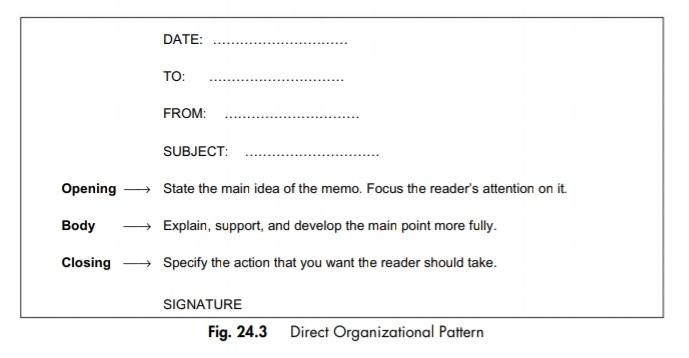 DATE: ..............................
TO: ..............................
FROM: ..............................
SUBJECT: ..............................
Opening ⟶ State the main idea of the memo. Focus the reader's attention on it.
Body ⟶ Explain, support, and develop the main point more fully.
Closing ⟶ Specify the action that you want the reader should take.
SIGNATURE
Fig. 24.3 Direct Organizational Pattern